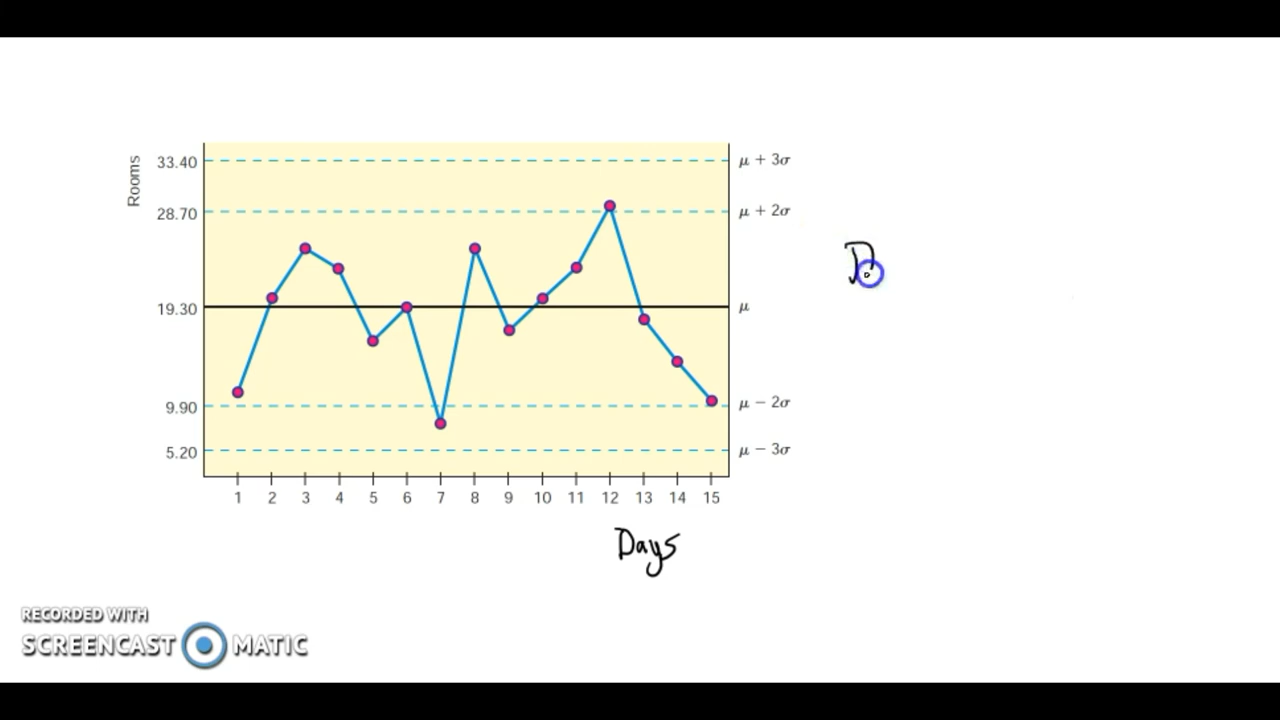 Rooms
33.40
28.70
19.30
9.90
5.20
μ + 3σ
μ + 2σ
μ
μ − 2σ
μ − 3σ
D
1 2 3 4 5 6 7 8 9 10 11 12 13 14 15
Days
RECORDED WITH
SCREENCAST MATIC